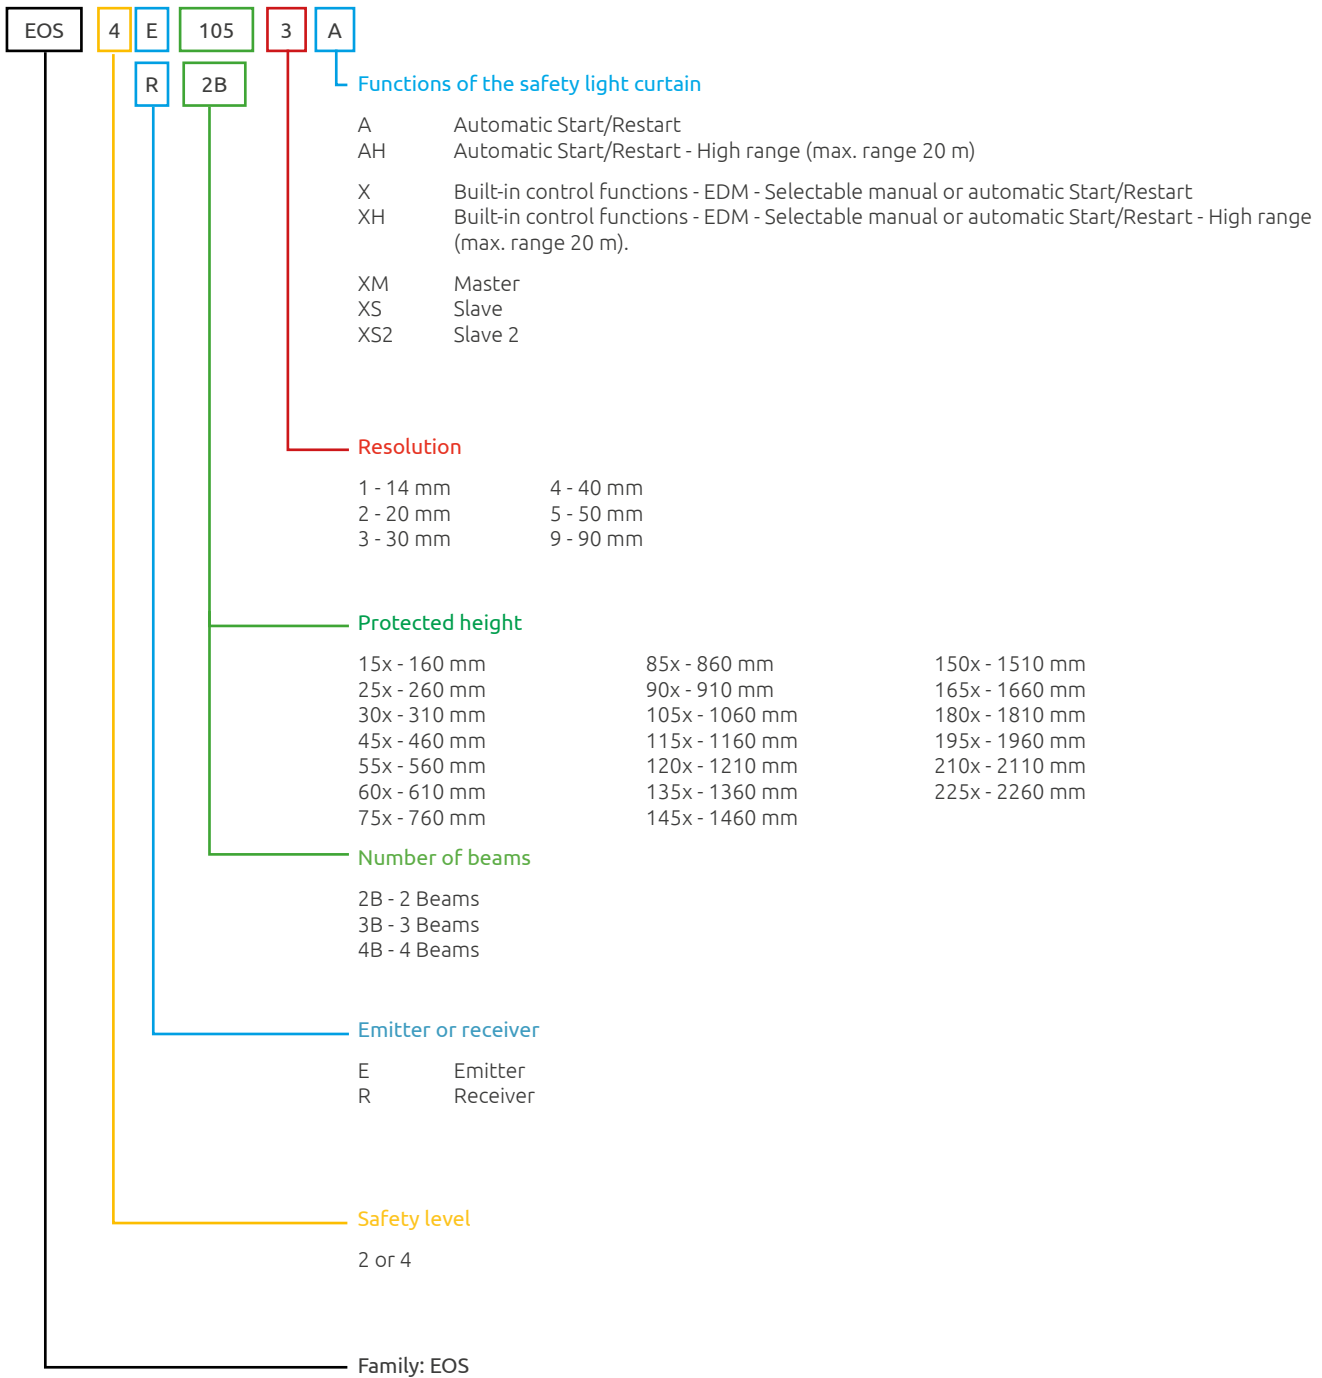 EOS 4 E 105 3 A
R 2B
Functions of the safety light curtain
A Automatic Start/Restart
AH Automatic Start/Restart - High range (max. range 20 m)
X Built-in control functions - EDM - Selectable manual or automatic Start/Restart
XH Built-in control functions - EDM - Selectable manual or automatic Start/Restart - High range
(max. range 20 m).
XM Master
XS Slave
XS2 Slave 2
Resolution
1 - 14 mm 4 - 40 mm
2 - 20 mm 5 - 50 mm
3 - 30 mm 9 - 90 mm
Protected height
15x - 160 mm 85x - 860 mm 150x - 1510 mm
25x - 260 mm 90x - 910 mm 165x - 1660 mm
30x - 310 mm 105x - 1060 mm 180x - 1810 mm
45x - 460 mm 115x - 1160 mm 195x - 1960 mm
55x - 560 mm 120x - 1210 mm 210x - 2110 mm
60x - 610 mm 135x - 1360 mm 225x - 2260 mm
75x - 760 mm 145x - 1460 mm
Number of beams
2B - 2 Beams
3B - 3 Beams
4B - 4 Beams
Emitter or receiver
E Emitter
R Receiver
Safety level
2 or 4
Family: EOS